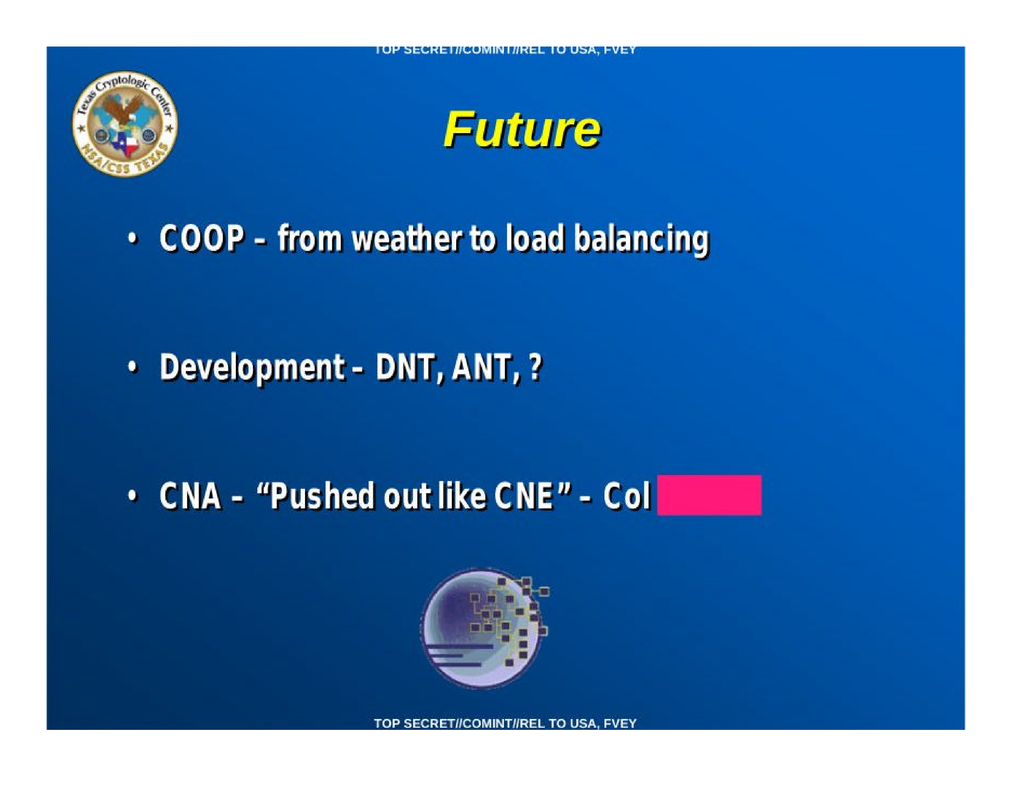 TOP SECRET//COMINT//REL TO USA, FVEY
Texas Cryptologic Center
NSA/CSS TEXAS
Future
• COOP – from weather to load balancing
• Development – DNT, ANT, ?
• CNA – “Pushed out like CNE” – Col
TOP SECRET//COMINT//REL TO USA, FVEY